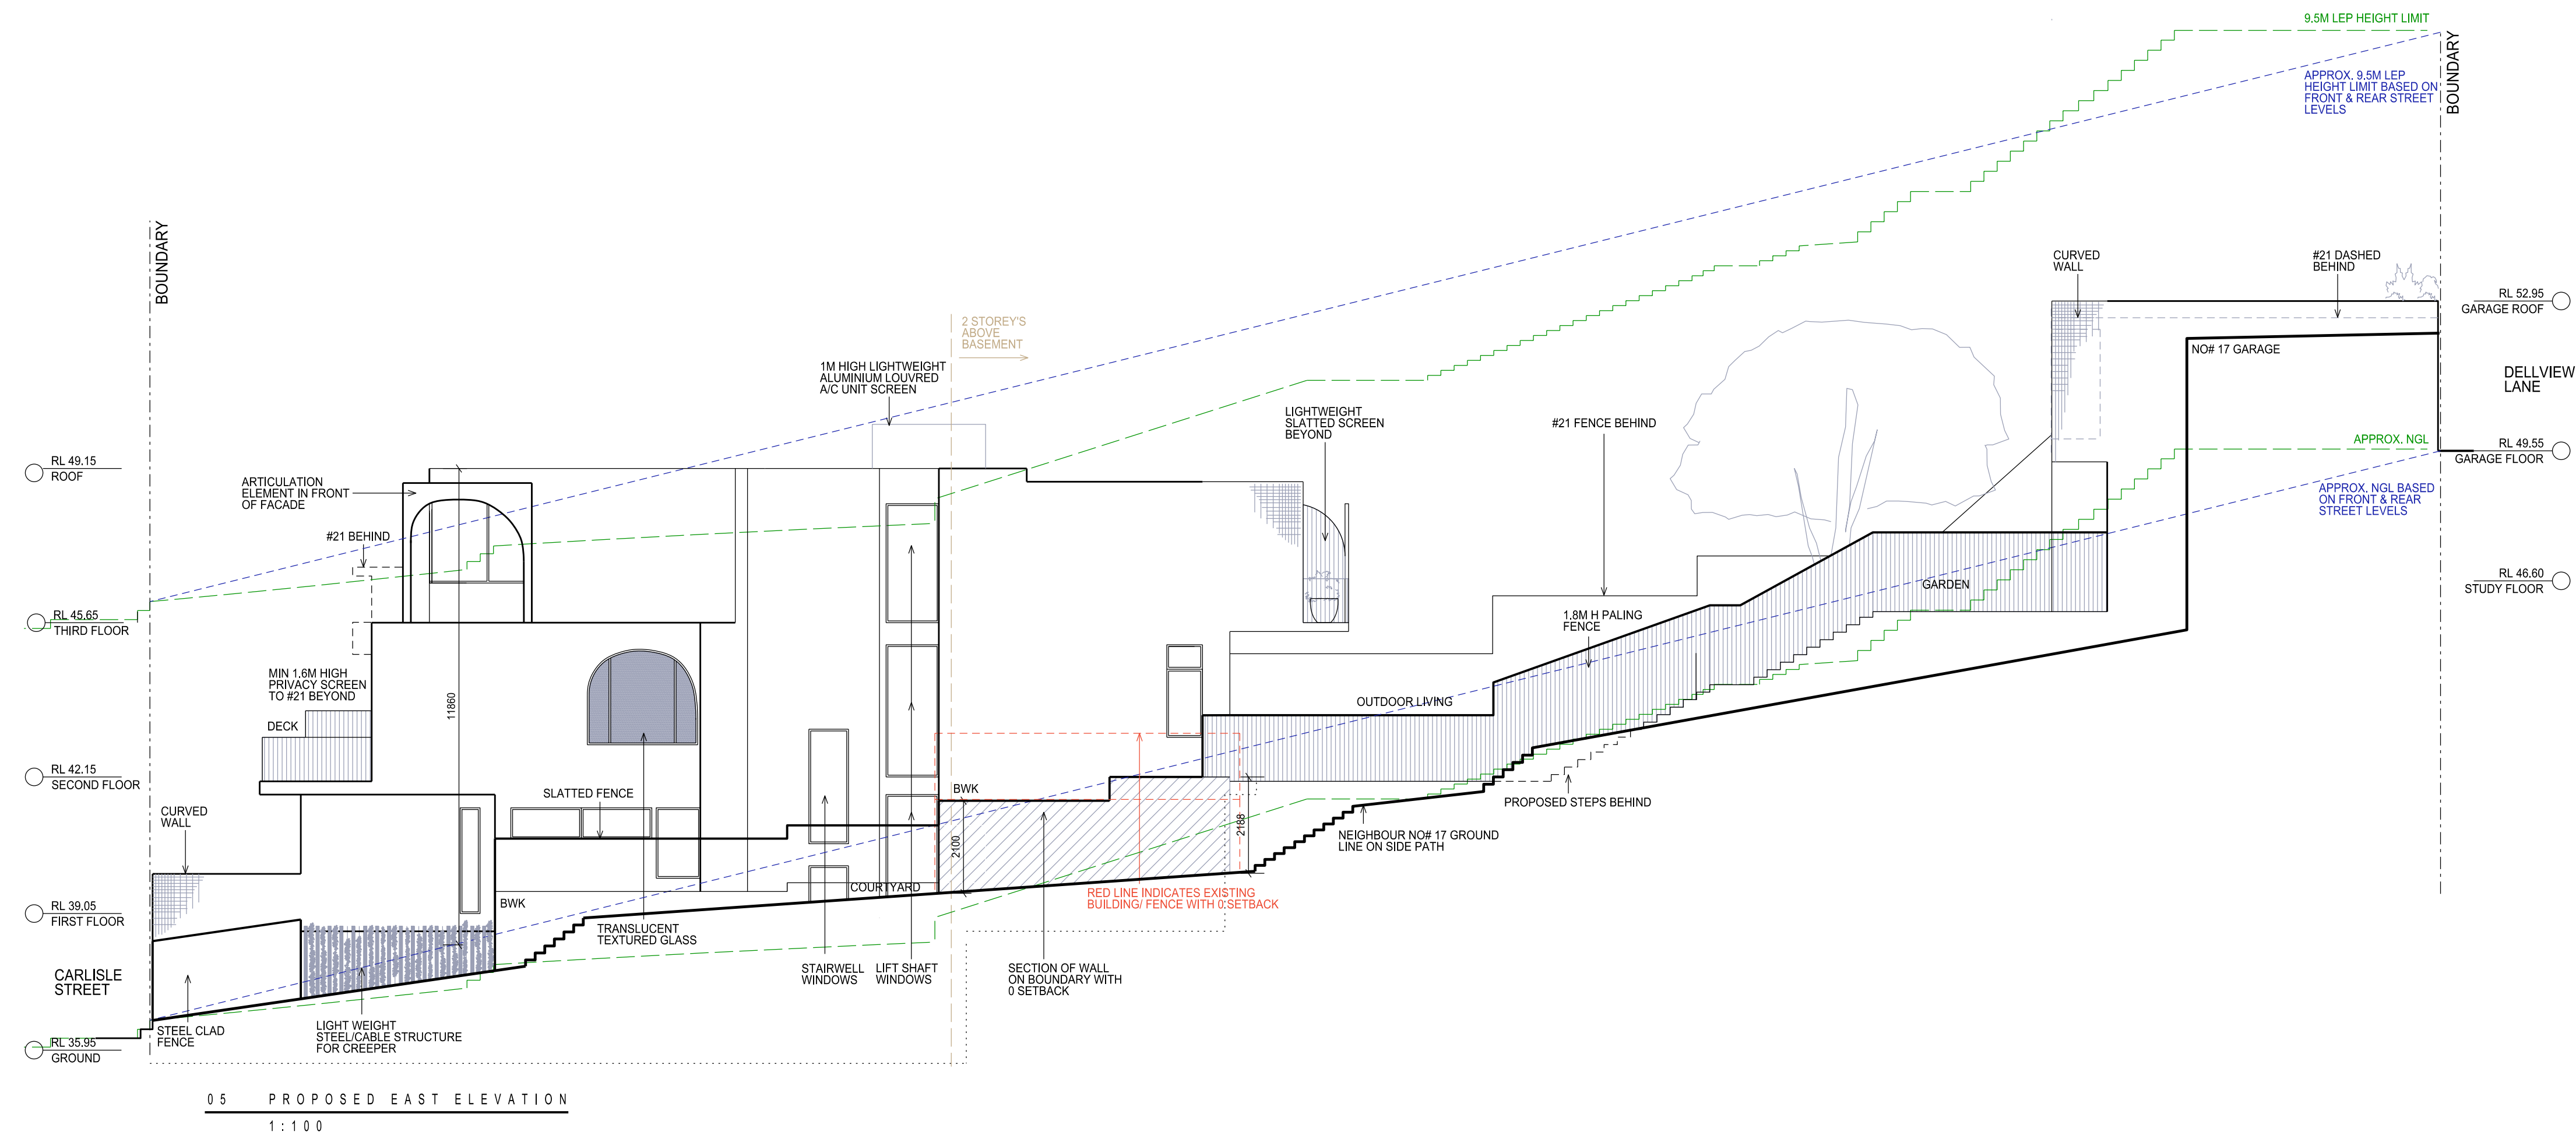 9.5M LEP HEIGHT LIMIT
BOUNDARY
APPROX. 9.5M LEP
HEIGHT LIMIT BASED ON
FRONT & REAR STREET
LEVELS
BOUNDARY
CURVED
WALL
#21 DASHED
BEHIND
RL 52.95
GARAGE ROOF
2 STOREY'S
ABOVE
BASEMENT
NO# 17 GARAGE
1M HIGH LIGHTWEIGHT
ALUMINIUM LOUVRED
A/C UNIT SCREEN
DELLVIEW
LANE
LIGHTWEIGHT
SLATTED SCREEN
BEYOND
#21 FENCE BEHIND
APPROX. NGL
RL 49.55
GARAGE FLOOR
RL 49.15
ROOF
ARTICULATION
ELEMENT IN FRONT
OF FACADE
APPROX. NGL BASED
ON FRONT & REAR
STREET LEVELS
#21 BEHIND
RL 46.60
STUDY FLOOR
GARDEN
RL 45.65
THIRD FLOOR
1.8M H PALING
FENCE
MIN 1.6M HIGH
PRIVACY SCREEN
TO #21 BEYOND
11860
OUTDOOR LIVING
DECK
RL 42.15
SECOND FLOOR
SLATTED FENCE
BWK
PROPOSED STEPS BEHIND
CURVED
WALL
2100
2188
NEIGHBOUR NO# 17 GROUND
LINE ON SIDE PATH
COURTYARD
RED LINE INDICATES EXISTING
BUILDING/ FENCE WITH 0 SETBACK
BWK
RL 39.05
FIRST FLOOR
TRANSLUCENT
TEXTURED GLASS
CARLISLE
STREET
STAIRWELL
WINDOWS
LIFT SHAFT
WINDOWS
SECTION OF WALL
ON BOUNDARY WITH
0 SETBACK
STEEL CLAD
FENCE
LIGHT WEIGHT
STEEL/CABLE STRUCTURE
FOR CREEPER
RL 35.95
GROUND
05 PROPOSED EAST ELEVATION
1:100